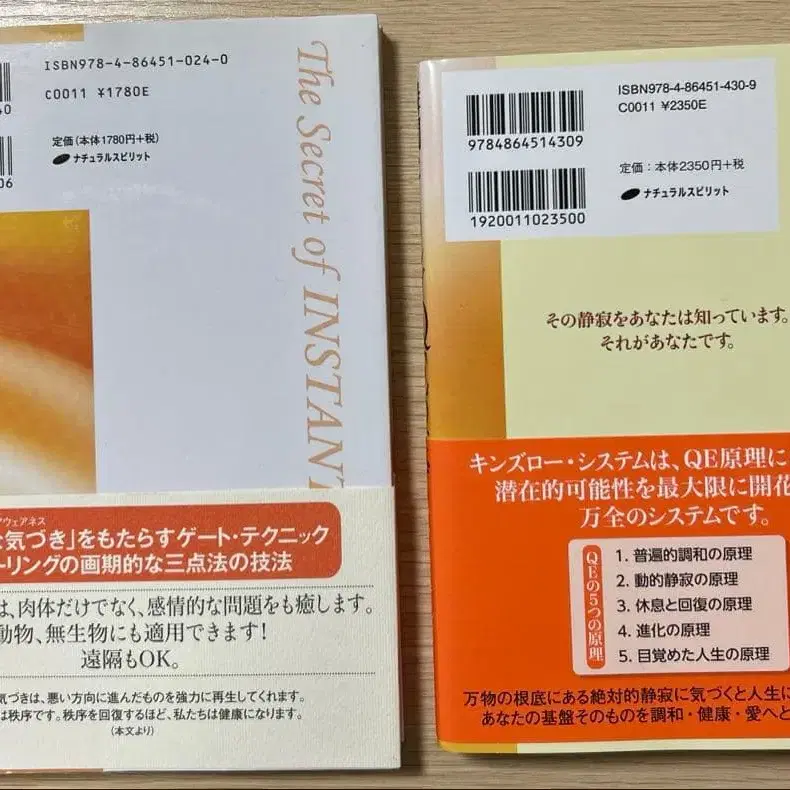 ISBN978-4-86451-024-0
C0011 ¥1780E
40
定価(本体1780円+税)
ナチュラルスピリット
06
The Secret of INSTANT
アウェアネス
な気づき」をもたらすゲート・テクニック
ーリングの画期的な三点法の技法
は、肉体だけでなく、感情的な問題をも癒します。
動物、無生物にも適用できます!
遠隔もOK。
気づきは、悪い方向に進んだものを強力に再生してくれます。
は秩序です。秩序を回復するほど、私たちは健康になります。
(本文より)
ISBN978-4-86451-430-9
C0011 ¥2350E
9784864514309
定価:本体2350円+税
ナチュラルスピリット
1920011023500
その静寂をあなたは知っています。
それがあなたです。
キンズロー・システムは、QE原理に
潜在的可能性を最大限に開花
万全のシステムです。
QEの5つの原理
1. 普遍的調和の原理
2. 動的静寂の原理
3. 休息と回復の原理
4. 進化の原理
5. 目覚めた人生の原理
万物の根底にある絶対的静寂に気づくと人生に
あなたの基盤そのものを調和・健康・愛へと